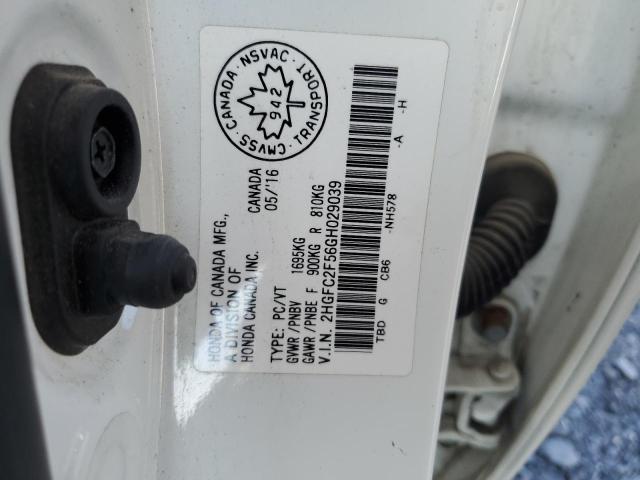 CMVSS·CANADA·NSVAC·TRANSPORT
942
HONDA OF CANADA MFG.,
A DIVISION OF
HONDA CANADA INC.
CANADA
05/'16
TYPE: PC/VT
GVWR /PNBV 1695KG
GAWR /PNBE F 900KG R 810KG
V.I.N. 2HGFC2F56GH029039
TBD G CB6 -NH578 -A -H